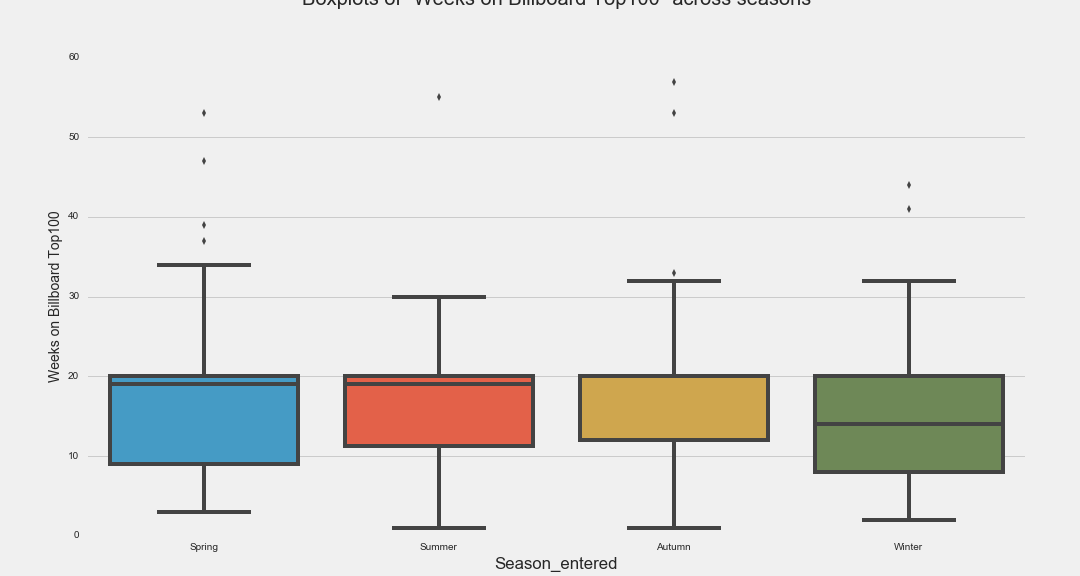 Boxplots of "Weeks on Billboard Top100" across seasons
60
50
40
30
20
10
0
Weeks on Billboard Top100
Spring
Summer
Autumn
Winter
Season_entered